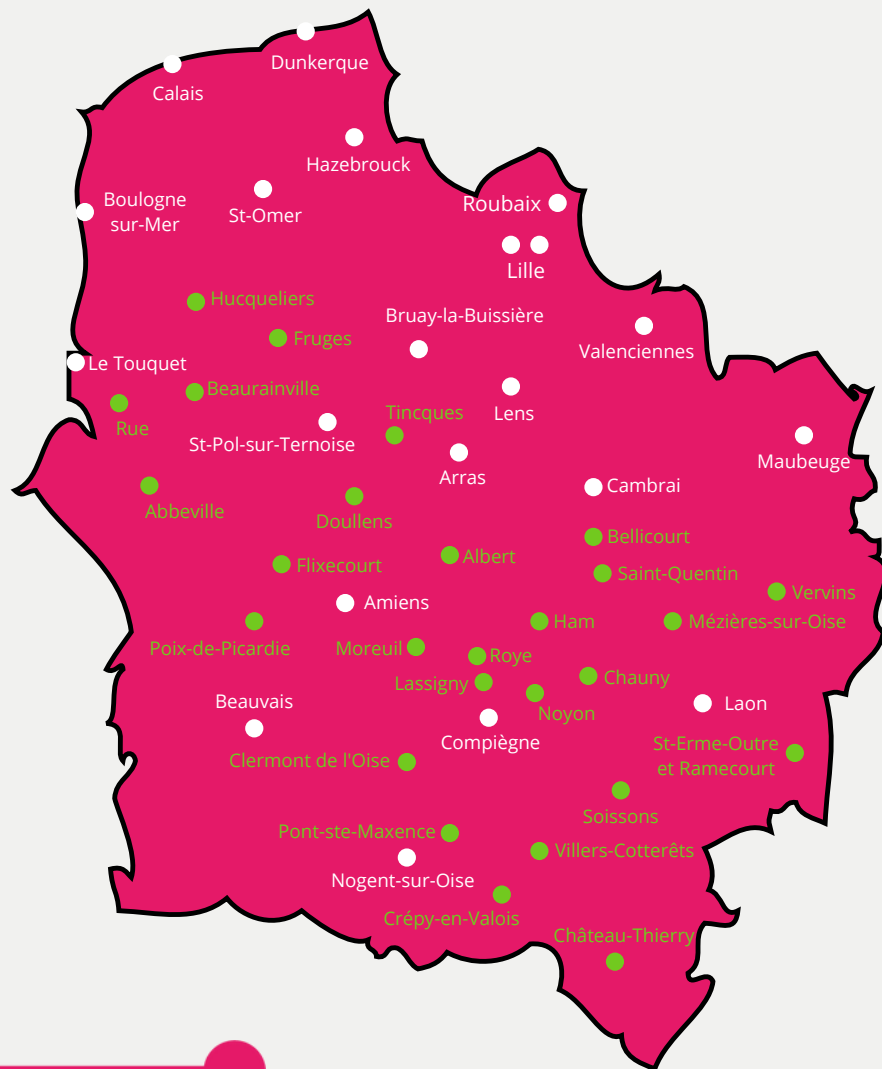 Dunkerque
Calais
Hazebrouck
Boulogne
sur-Mer
St-Omer
Roubaix
Lille
Hucqueliers
Bruay-la-Buissière
Fruges
Valenciennes
Le Touquet
Beaurainville
Rue
Tincques
Lens
St-Pol-sur-Ternoise
Arras
Maubeuge
Cambrai
Abbeville
Doullens
Bellicourt
Albert
Flixecourt
Saint-Quentin
Vervins
Amiens
Ham
Mézières-sur-Oise
Poix-de-Picardie
Moreuil
Roye
Lassigny
Chauny
Beauvais
Noyon
Laon
Compiègne
St-Erme-Outre
et Ramecourt
Clermont de l'Oise
Soissons
Pont-ste-Maxence
Villers-Cotterêts
Nogent-sur-Oise
Crépy-en-Valois
Château-Thierry